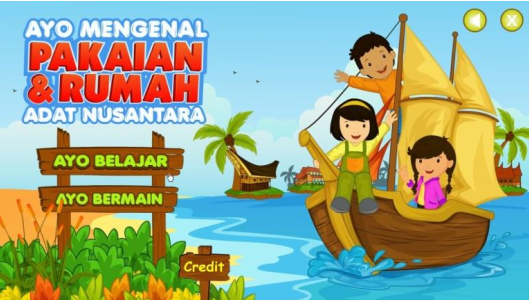 AYO MENGENAL
PAKAIAN
& RUMAH
ADAT NUSANTARA
AYO BELAJAR
AYO BERMAIN
Credit
X